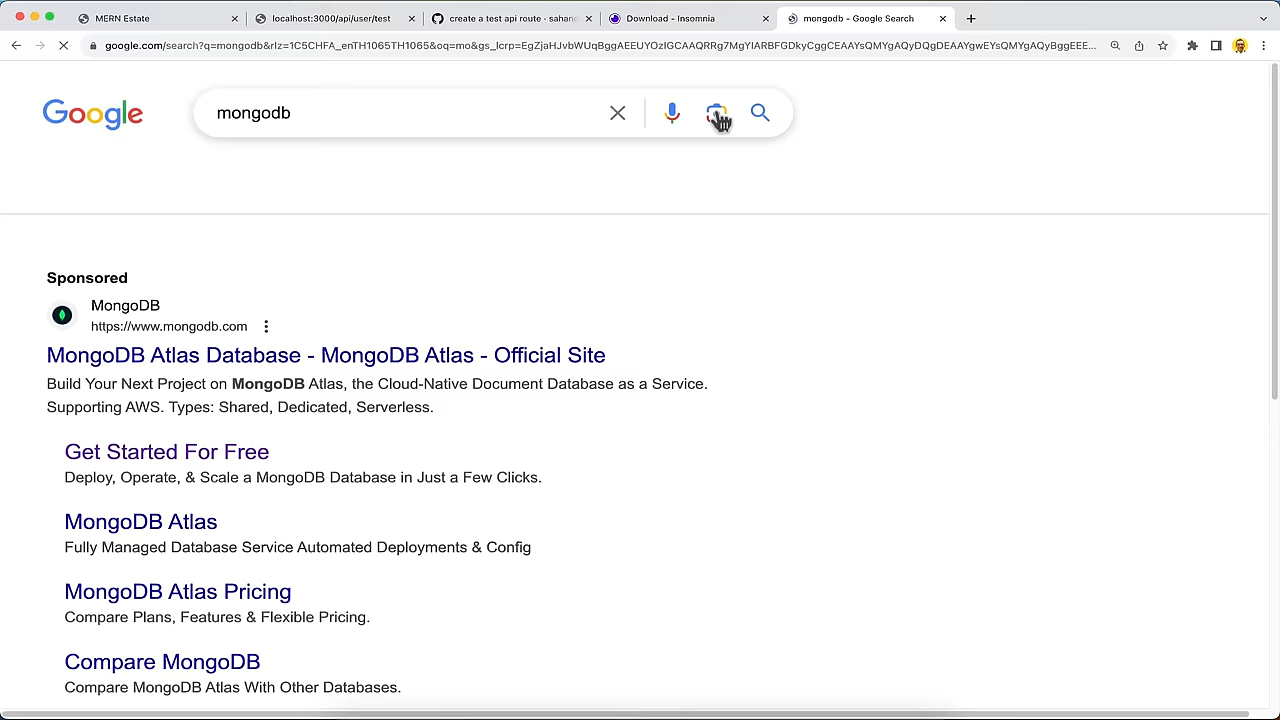 MERN Estate
localhost:3000/api/user/test
create a test api route · sahand
Download - Insomnia
mongodb - Google Search
google.com/search?q=mongodb&rlz=1C5CHFA_enTH1065TH1065&oq=mo&gs_lcrp=
Google
mongodb
Sponsored
MongoDB
https://www.mongodb.com
MongoDB Atlas Database - MongoDB Atlas - Official Site
Build Your Next Project on MongoDB Atlas, the Cloud-Native Document Database as a Service.
Supporting AWS. Types: Shared, Dedicated, Serverless.
Get Started For Free
Deploy, Operate, & Scale a MongoDB Database in Just a Few Clicks.
MongoDB Atlas
Fully Managed Database Service Automated Deployments & Config
MongoDB Atlas Pricing
Compare Plans, Features & Flexible Pricing.
Compare MongoDB
Compare MongoDB Atlas With Other Databases.